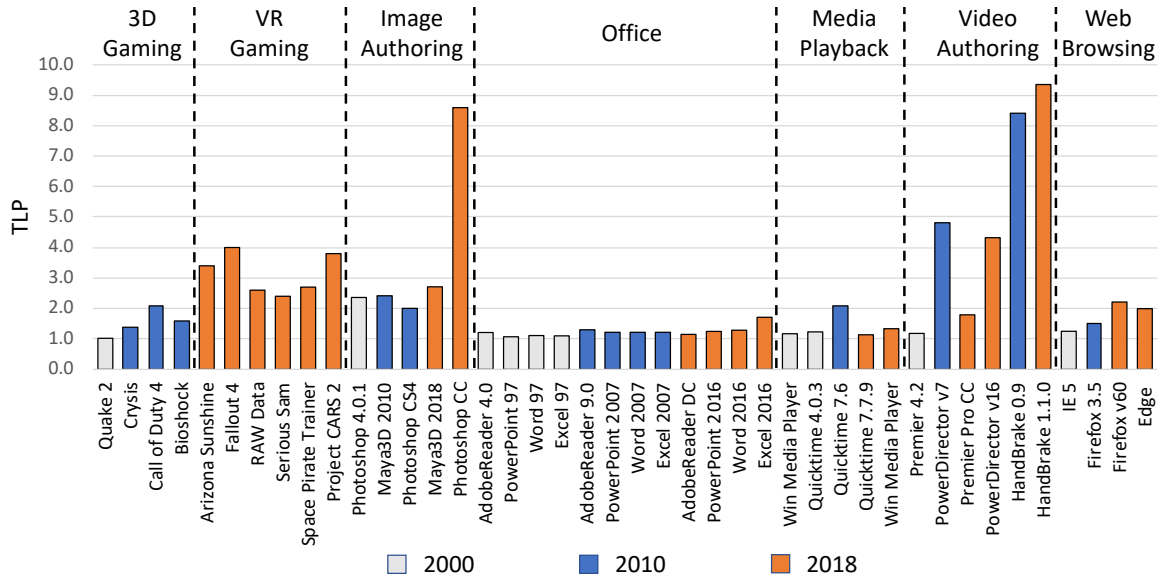 3D
Gaming
VR
Gaming
Image
Authoring
Office
Media
Playback
Video
Authoring
Web
Browsing
TLP
10.0
9.0
8.0
7.0
6.0
5.0
4.0
3.0
2.0
1.0
0.0
Quake 2
Crysis
Call of Duty 4
Bioshock
Arizona Sunshine
Fallout 4
RAW Data
Serious Sam
Space Pirate Trainer
Project CARS 2
Photoshop 4.0.1
Maya3D 2010
Photoshop CS4
Maya3D 2018
Photoshop CC
AdobeReader 4.0
PowerPoint 97
Word 97
Excel 97
AdobeReader 9.0
PowerPoint 2007
Word 2007
Excel 2007
AdobeReader DC
PowerPoint 2016
Word 2016
Excel 2016
Win Media Player
Quicktime 4.0.3
Quicktime 7.6
Quicktime 7.7.9
Win Media Player
Premier 4.2
PowerDirector v7
Premier Pro CC
PowerDirector v16
HandBrake 0.9
HandBrake 1.1.0
IE 5
Firefox 3.5
Firefox v60
Edge
2000
2010
2018